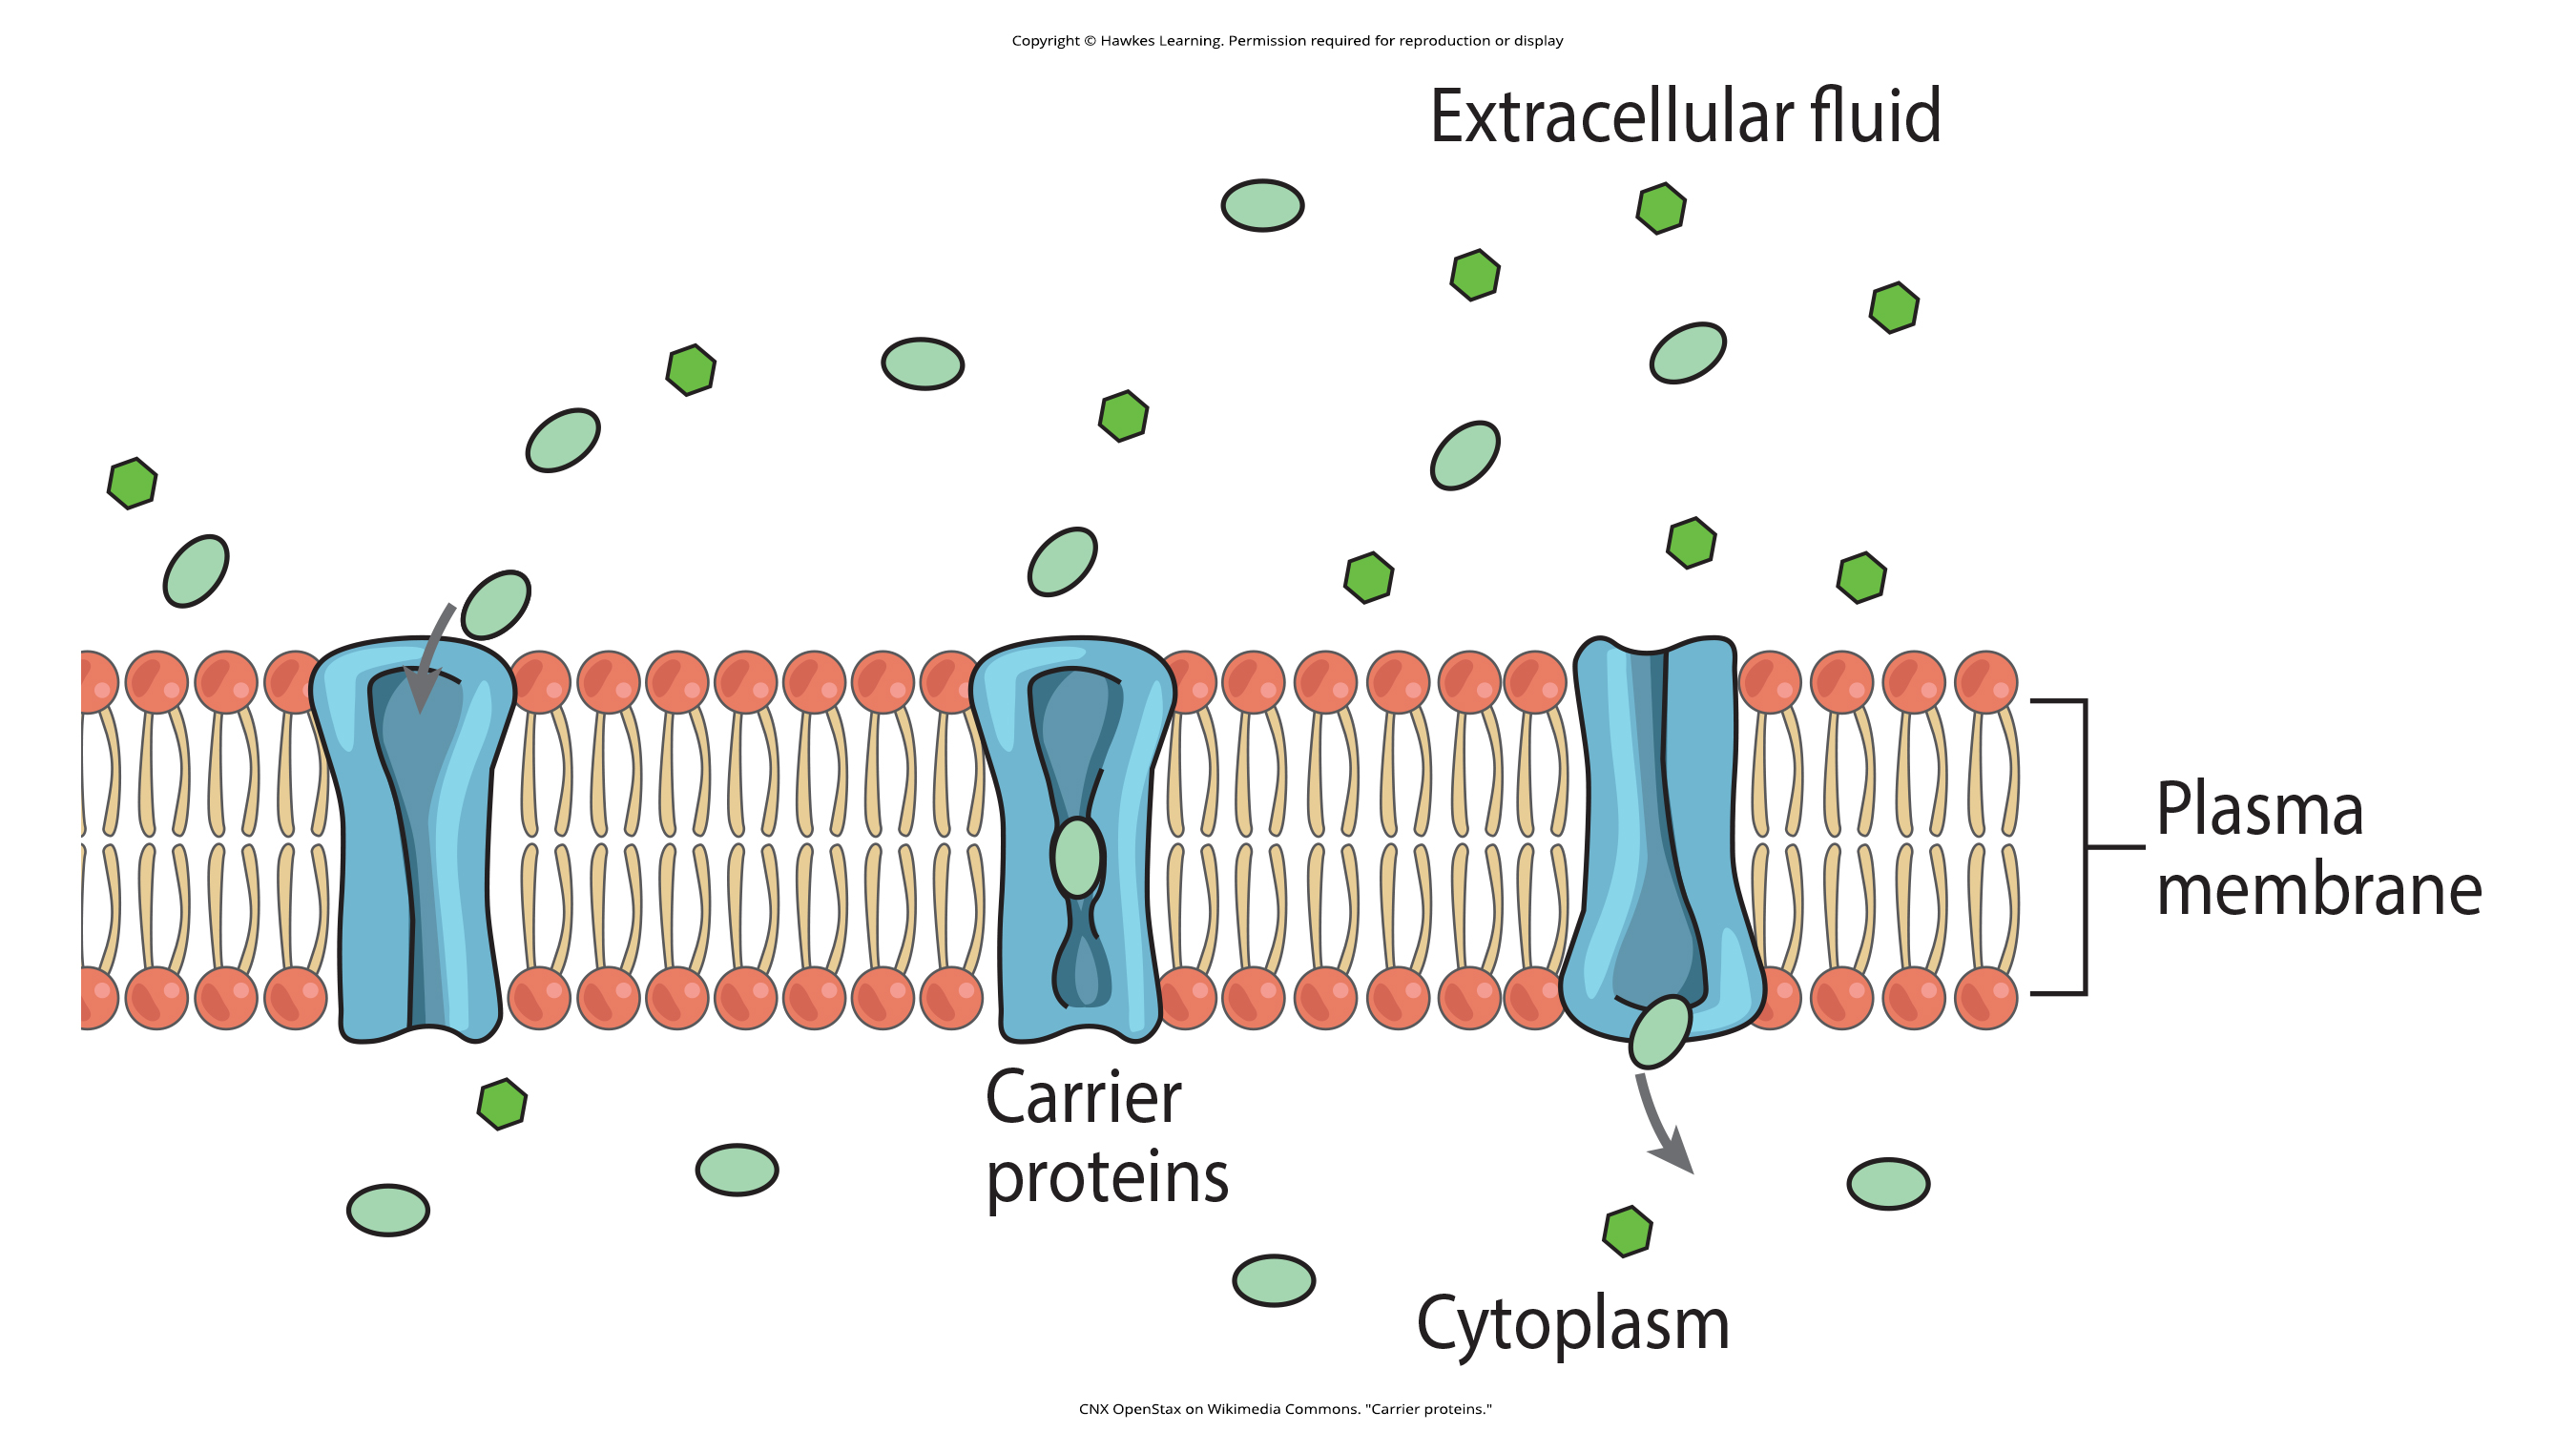 Copyright © Hawkes Learning. Permission required for reproduction or display
Extracellular fluid
Plasma
membrane
Carrier
proteins
Cytoplasm
CNX OpenStax on Wikimedia Commons. "Carrier proteins."